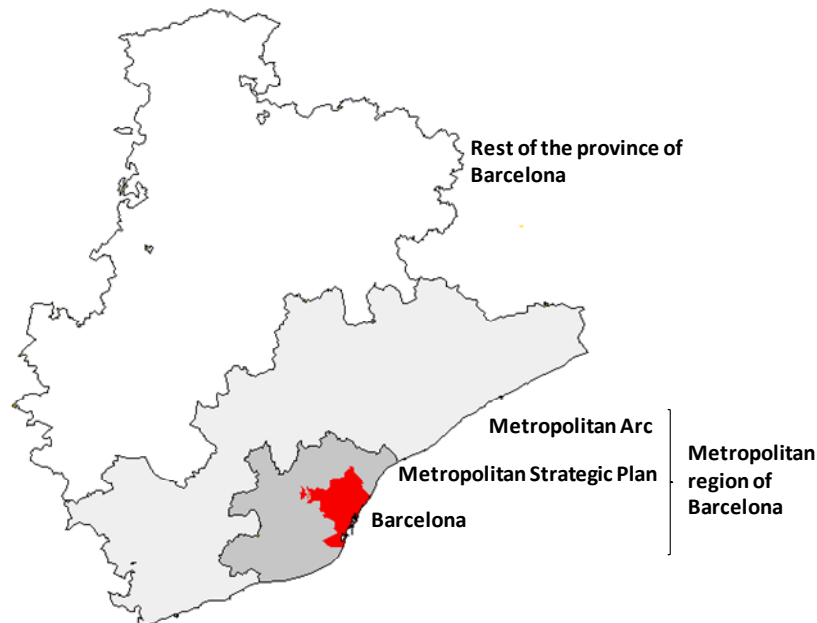 Rest of the province of
Barcelona
Metropolitan Arc
Metropolitan Strategic Plan
Barcelona
Metropolitan
region of
Barcelona